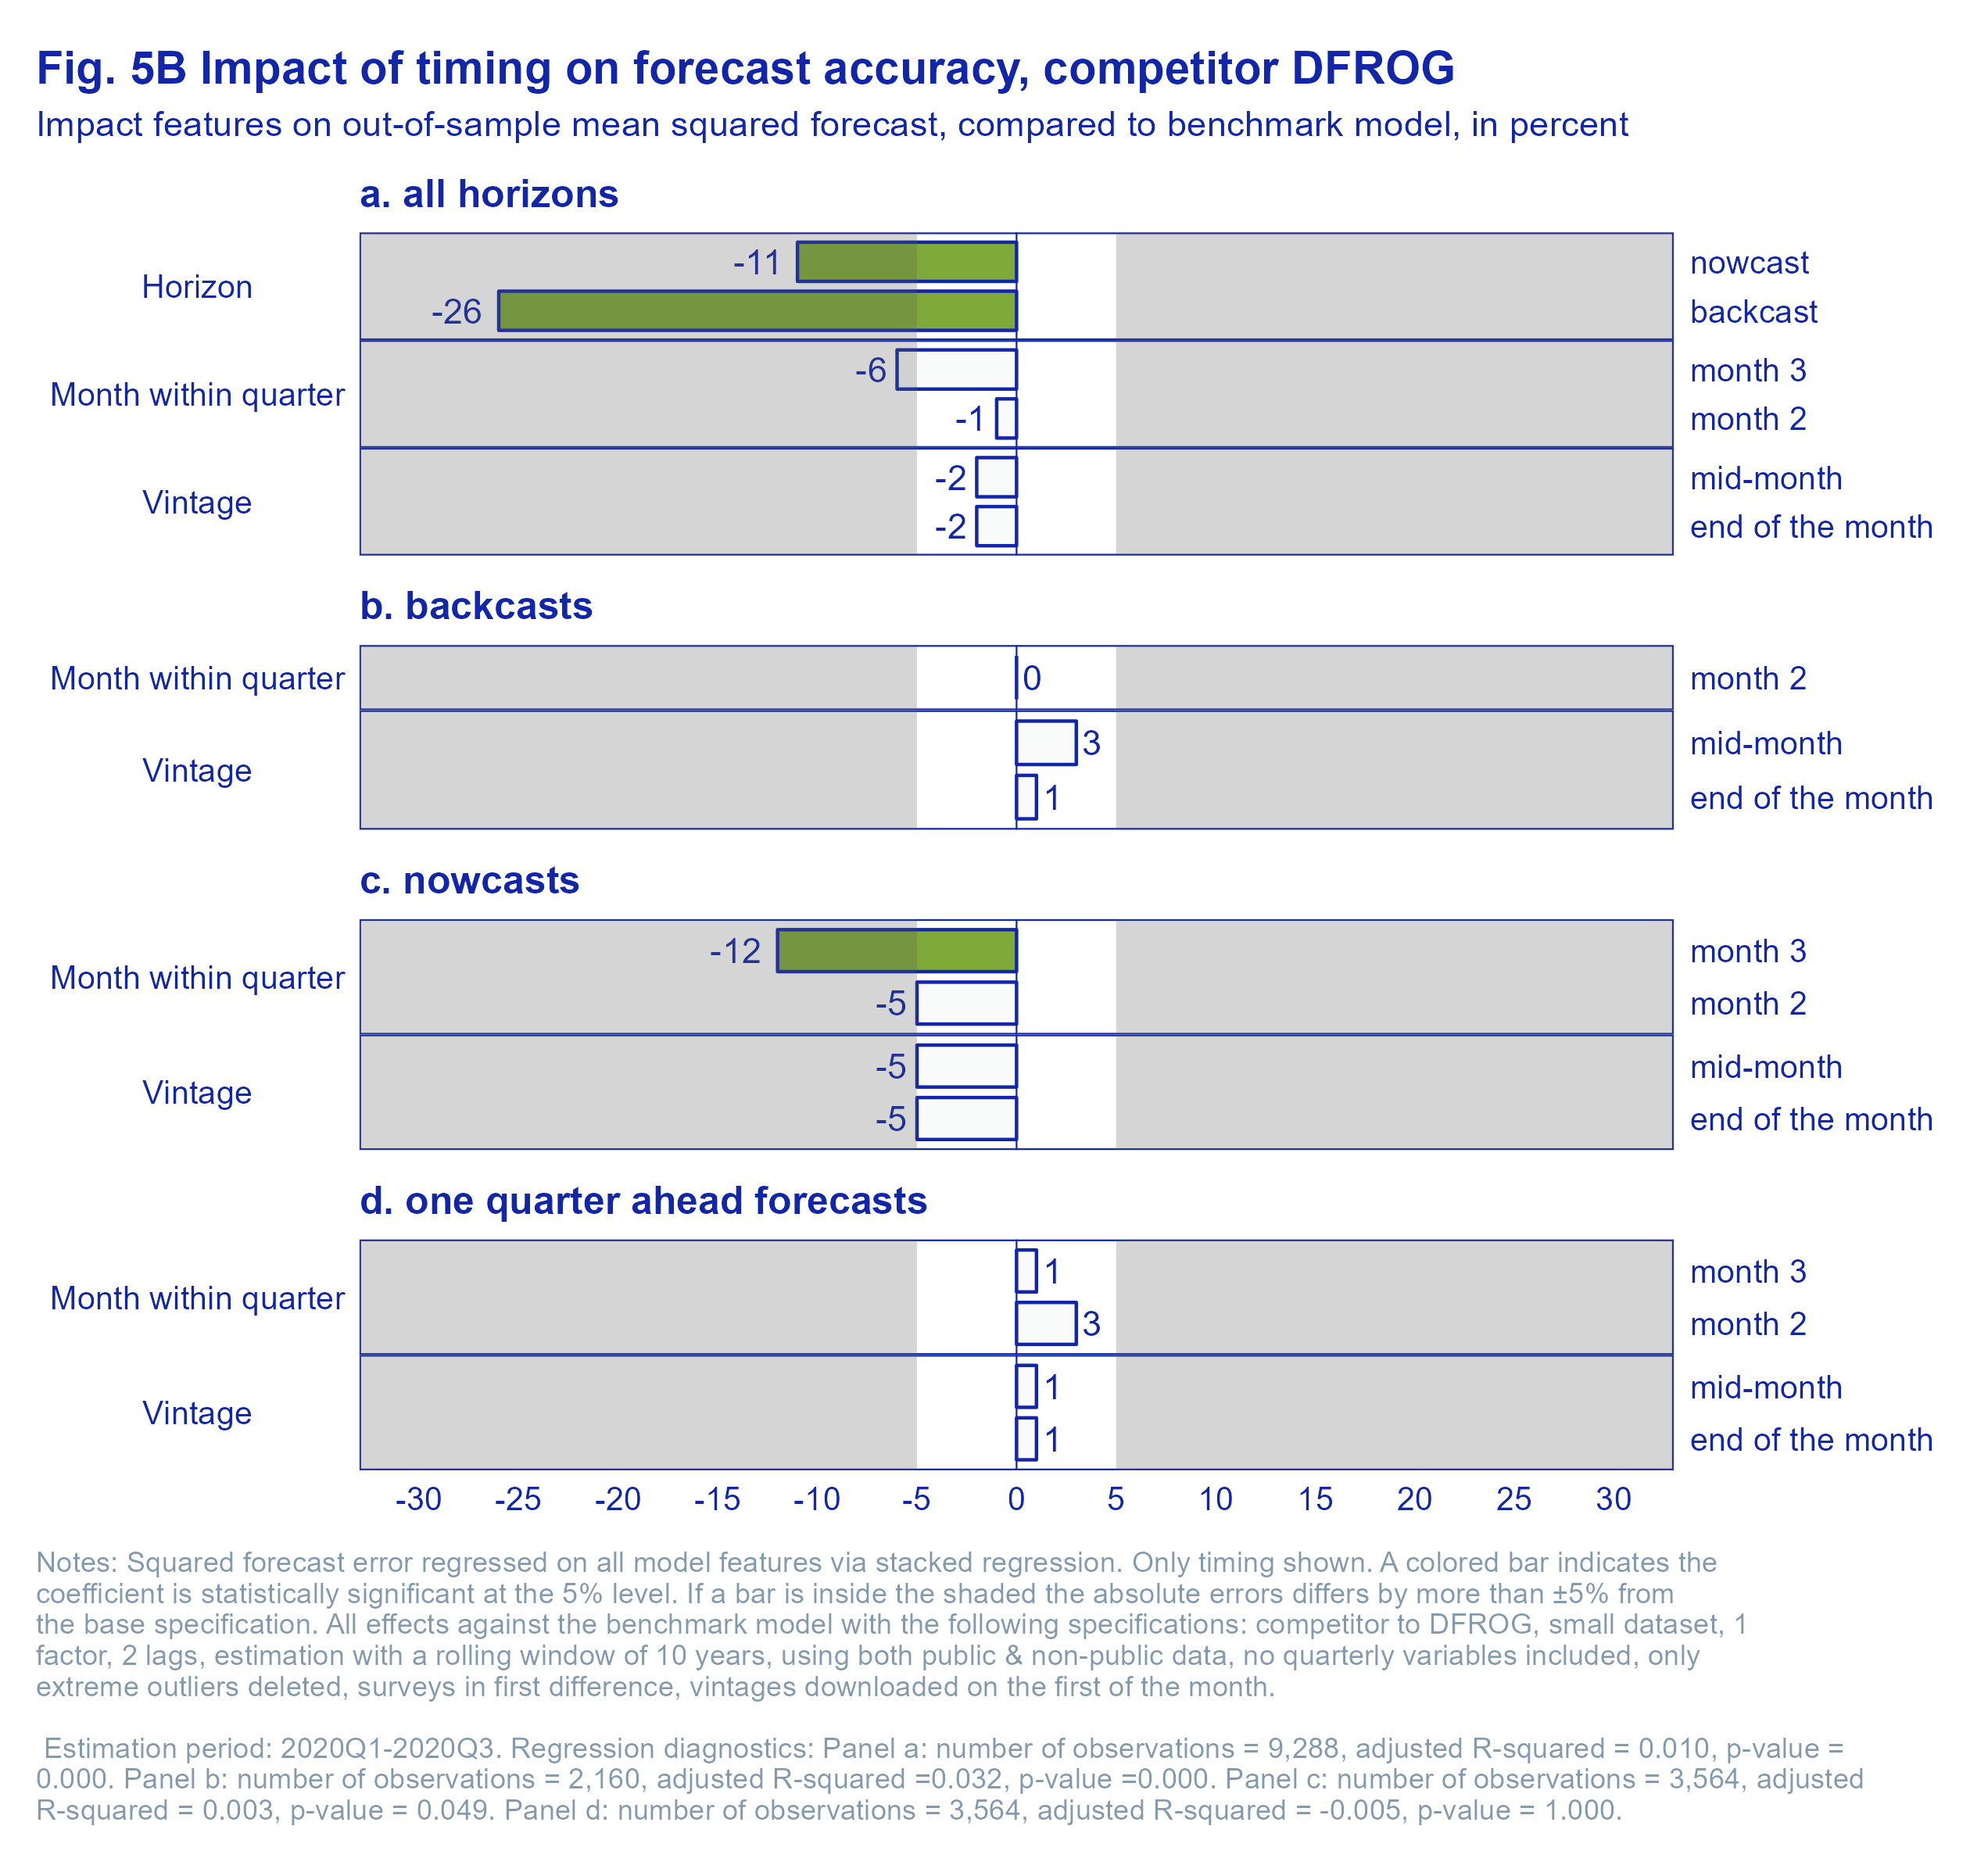 Fig. 5B Impact of timing on forecast accuracy, competitor DFROG
Impact features on out-of-sample mean squared forecast, compared to benchmark model, in percent
a. all horizons
Horizon
-11
nowcast
-26
backcast
Month within quarter
-6
month 3
-1
month 2
Vintage
-2
mid-month
-2
end of the month
b. backcasts
Month within quarter
0
month 2
Vintage
3
mid-month
1
end of the month
c. nowcasts
Month within quarter
-12
month 3
-5
month 2
Vintage
-5
mid-month
-5
end of the month
d. one quarter ahead forecasts
Month within quarter
1
month 3
3
month 2
Vintage
1
mid-month
1
end of the month
-30 -25 -20 -15 -10 -5 0 5 10 15 20 25 30
Notes: Squared forecast error regressed on all model features via stacked regression. Only timing shown. A colored bar indicates the
coefficient is statistically significant at the 5% level. If a bar is inside the shaded the absolute errors differs by more than ±5% from
the base specification. All effects against the benchmark model with the following specifications: competitor to DFROG, small dataset, 1
factor, 2 lags, estimation with a rolling window of 10 years, using both public & non-public data, no quarterly variables included, only
extreme outliers deleted, surveys in first difference, vintages downloaded on the first of the month.
Estimation period: 2020Q1-2020Q3. Regression diagnostics: Panel a: number of observations = 9,288, adjusted R-squared = 0.010, p-value =
0.000. Panel b: number of observations = 2,160, adjusted R-squared =0.032, p-value =0.000. Panel c: number of observations = 3,564, adjusted
R-squared = 0.003, p-value = 0.049. Panel d: number of observations = 3,564, adjusted R-squared = -0.005, p-value = 1.000.